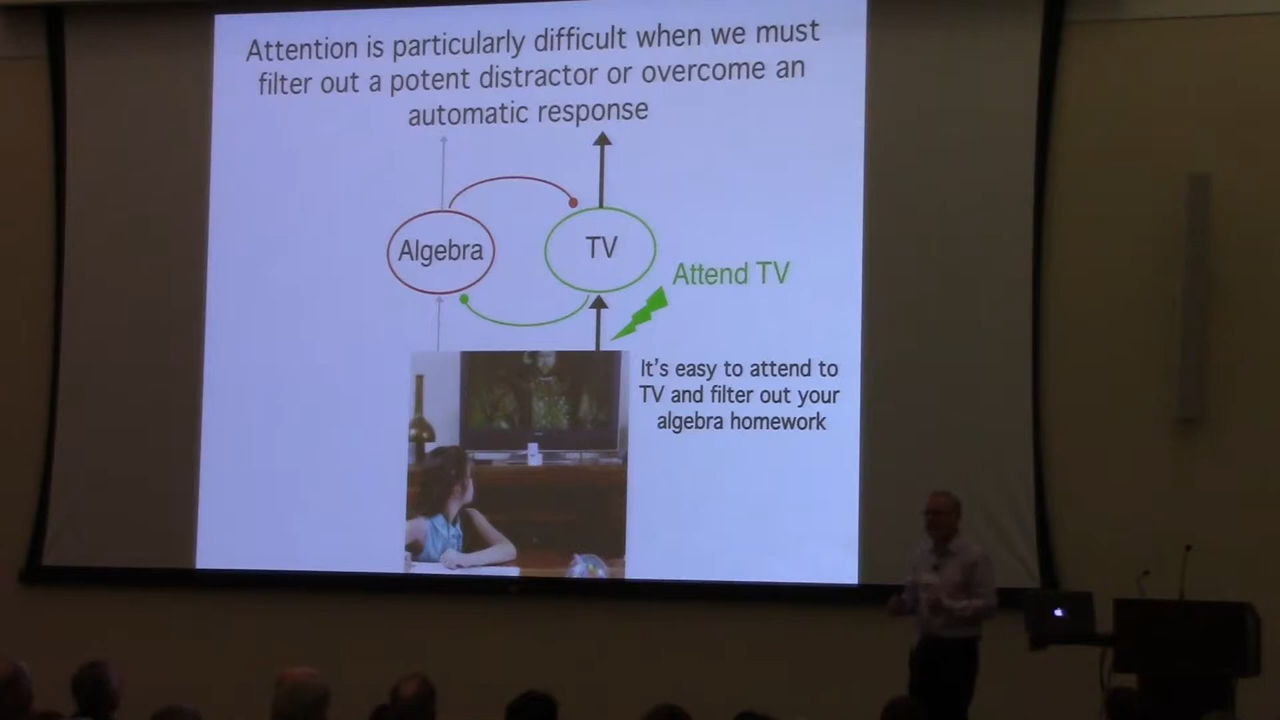 Attention is particularly difficult when we must
filter out a potent distractor or overcome an
automatic response
Algebra
TV
Attend TV
It's easy to attend to
TV and filter out your
algebra homework